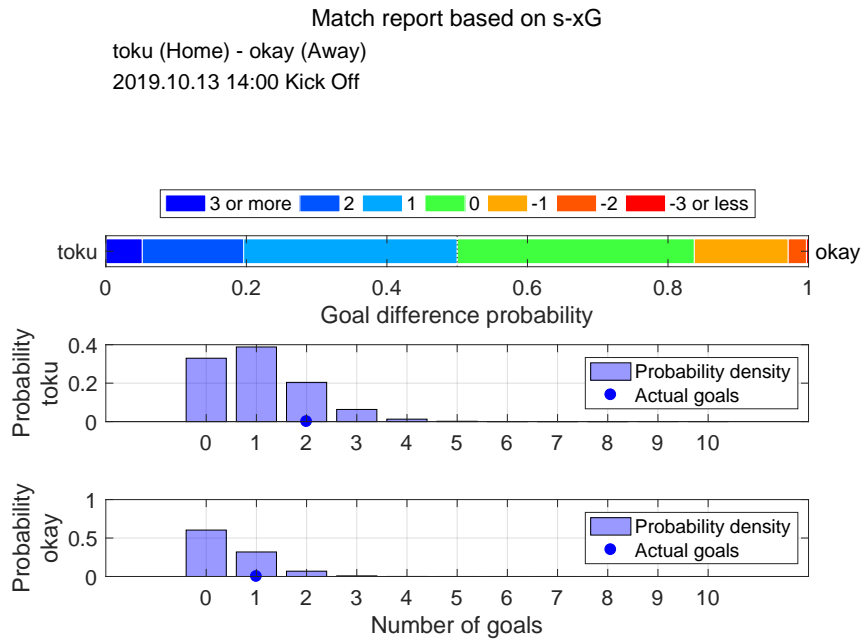 Match report based on s-xG
toku (Home) - okay (Away)
2019.10.13 14:00 Kick Off
3 or more 2 1 0 -1 -2 -3 or less
toku okay
0 0.2 0.4 0.6 0.8 1
Goal difference probability
Probability
toku
0.4
0.2
0
Probability density
Actual goals
0 1 2 3 4 5 6 7 8 9 10
Probability
okay
1
0.5
0
Probability density
Actual goals
0 1 2 3 4 5 6 7 8 9 10
Number of goals